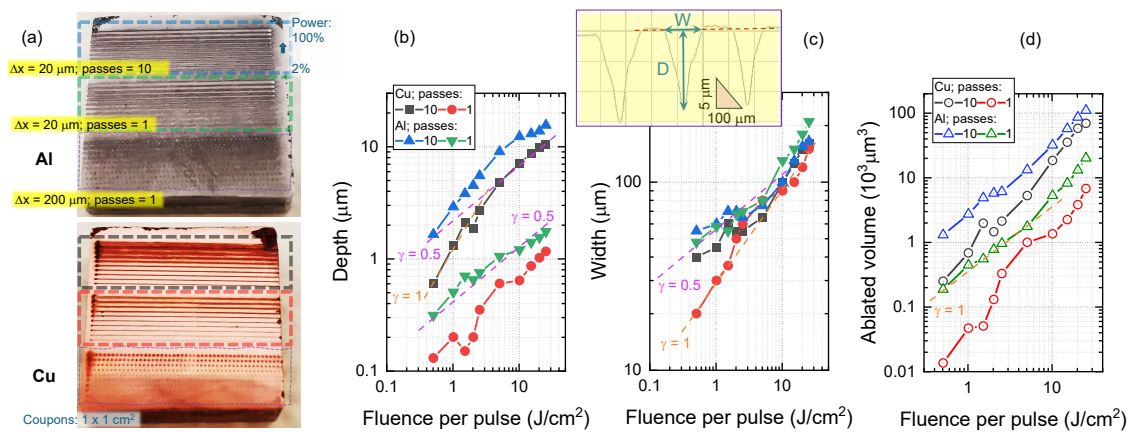 (a)
Power:
100%
2%
Δx = 20 μm; passes = 10
Δx = 20 μm; passes = 1
Al
Δx = 200 μm; passes = 1
Cu
Coupons: 1 x 1 cm²
(b)
Cu; passes:
10 1
Al; passes:
10 1
γ = 0.5
γ = 0.5
γ = 1
Depth (μm)
10
1
0.1
0.1 1 10
Fluence per pulse (J/cm²)
W
D
5 μm
100 μm
(c)
γ = 0.5
γ = 1
Width (μm)
100
10
0.1 1 10
Fluence per pulse (J/cm²)
(d)
Cu; passes:
10 1
Al; passes:
10 1
γ = 1
Ablated volume (10³μm³)
100
10
1
0.1
0.01
1 10
Fluence per pulse (J/cm²)